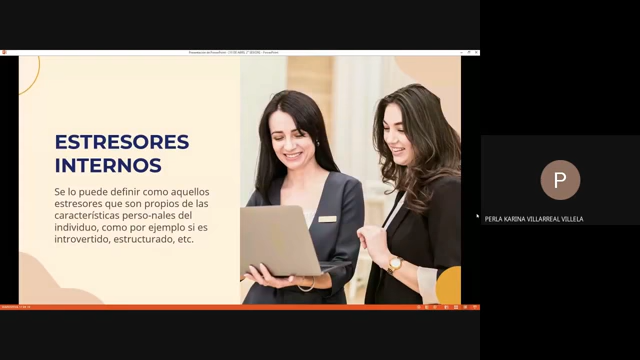 ESTRESORES
INTERNOS
Se lo puede definir como aquellos
estresores que son propios de las
características perso-nales del
individuo, como por ejemplo si es
introvertido, estructurado, etc.
P
PERLA KARINA VILLARREAL VILLELA